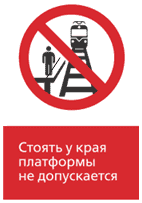 Стоять у края
платформы
не допускается